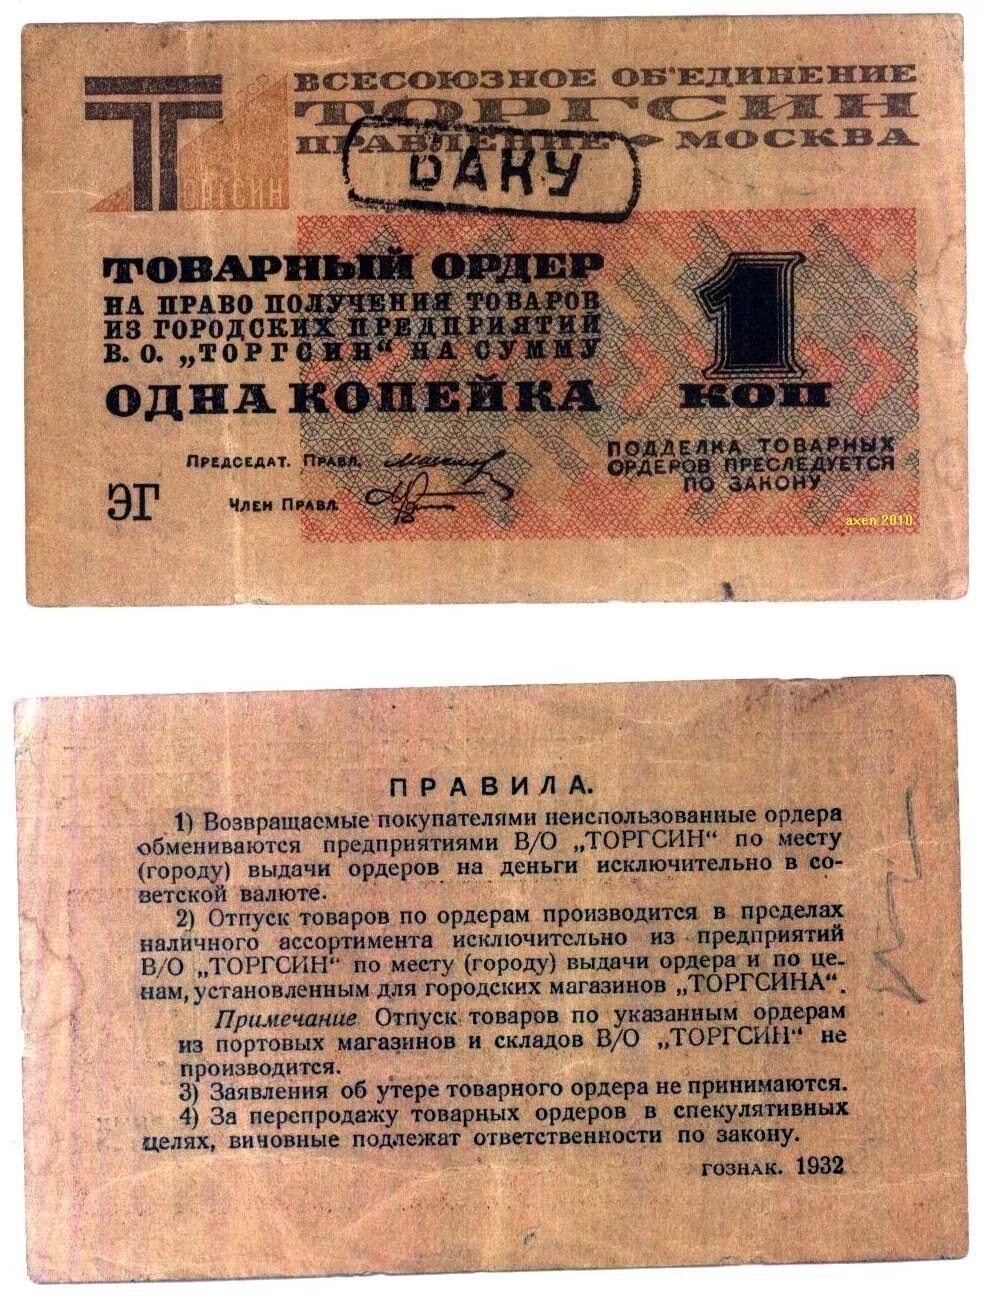 ВСЕСОЮЗНОЕ ОБ'ЕДИНЕНИЕ
ТОРГСИН
ПРАВЛЕНИЕ МОСКВА
Т
СССР
ТОРГСИН
БАКУ
ТОВАРНЫЙ ОРДЕР
НА ПРАВО ПОЛУЧЕНИЯ ТОВАРОВ
ИЗ ГОРОДСКИХ ПРЕДПРИЯТИЙ
В. О. „ТОРГСИН“ НА СУММУ
ОДНА КОПЕЙКА
1
КОП
ПРЕДСЕДАТ. ПРАВЛ.
ЧЛЕН ПРАВЛ.
ЭГ
ПОДДЕЛКА ТОВАРНЫХ
ОРДЕРОВ ПРЕСЛЕДУЕТСЯ
ПО ЗАКОНУ
axen 2010
ПРАВИЛА.
1) Возвращаемые покупателями неиспользованные ордера
обмениваются предприятиями В/О „ТОРГСИН“ по месту
(городу) выдачи ордеров на деньги исключительно в со-
ветской валюте.
2) Отпуск товаров по ордерам производится в пределах
наличного ассортимента исключительно из предприятий
В/О „ТОРГСИН“ по месту (городу) выдачи ордера и по це-
нам, установленным для городских магазинов „ТОРГСИНА“.
Примечание. Отпуск товаров по указанным ордерам
из портовых магазинов и складов В/О „ТОРГСИН“ не
производится.
3) Заявления об утере товарного ордера не принимаются.
4) За перепродажу товарных ордеров в спекулятивных
целях, виновные подлежат ответственности по закону.
ГОЗНАК. 1932